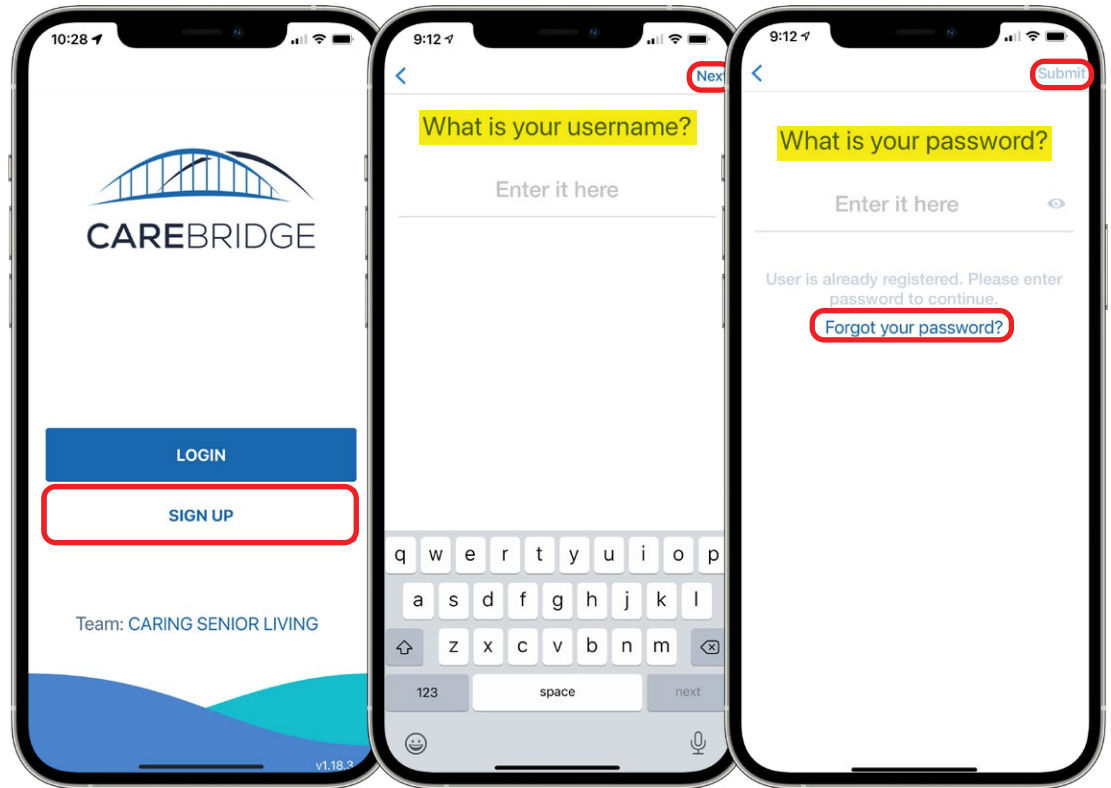 10:28
CAREBRIDGE
LOGIN
SIGN UP
Team: CARING SENIOR LIVING
v1.18.3
9:12
Next
What is your username?
Enter it here
q w e r t y u i o p
a s d f g h j k l
z x c v b n m
123 space next
9:12
Submit
What is your password?
Enter it here
User is already registered. Please enter
password to continue.
Forgot your password?